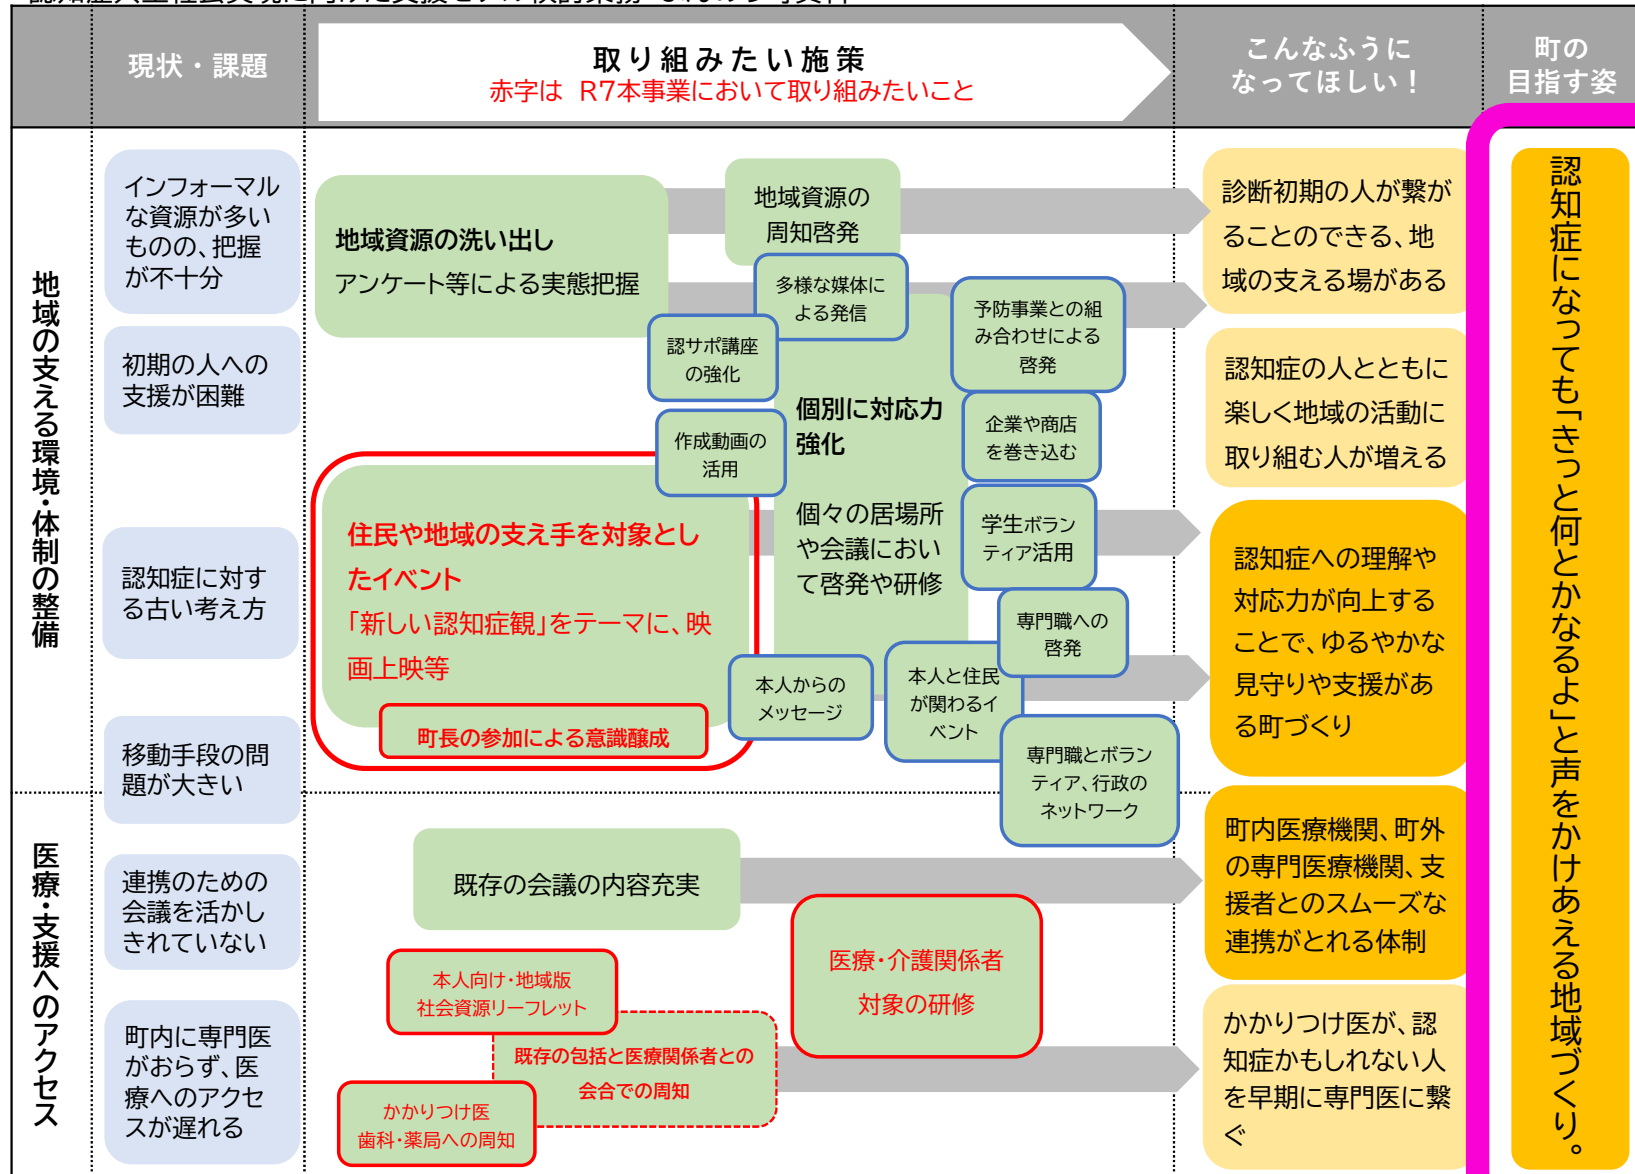 現状・課題
取り組みたい施策
赤字は R7本事業において取り組みたいこと
こんなふうに
なってほしい！
町の
目指す姿
地域の支える環境・体制の整備
インフォーマル
な資源が多い
ものの、把握
が不十分
初期の人への
支援が困難
認知症に対す
る古い考え方
移動手段の問
題が大きい
地域資源の洗い出し
アンケート等による実態把握
地域資源の
周知啓発
多様な媒体に
よる発信
認サポ講座
の強化
作成動画の
活用
予防事業との組
み合わせによる
啓発
個別に対応力
強化
個々の居場所
や会議におい
て啓発や研修
企業や商店
を巻き込む
学生ボラン
ティア活用
専門職への
啓発
本人と住民
が関わるイ
ベント
本人からの
メッセージ
専門職とボラン
ティア、行政の
ネットワーク
住民や地域の支え手を対象とし
たイベント
「新しい認知症観」をテーマに、映
画上映等
町長の参加による意識醸成
診断初期の人が繋が
ることのできる、地
域の支える場がある
認知症の人とともに
楽しく地域の活動に
取り組む人が増える
認知症への理解や
対応力が向上する
ことで、ゆるやかな
見守りや支援があ
る町づくり
医療・支援へのアクセス
連携のための
会議を活かし
きれていない
町内に専門医
がおらず、医
療へのアクセ
スが遅れる
既存の会議の内容充実
医療・介護関係者
対象の研修
本人向け・地域版
社会資源リーフレット
既存の包括と医療関係者との
会合での周知
かかりつけ医
歯科・薬局への周知
町内医療機関、町外
の専門医療機関、支
援者とのスムーズな
連携がとれる体制
かかりつけ医が、認
知症かもしれない人
を早期に専門医に繋
ぐ
認知症になっても「きっと何とかなるよ」と声をかけあえる地域づくり。